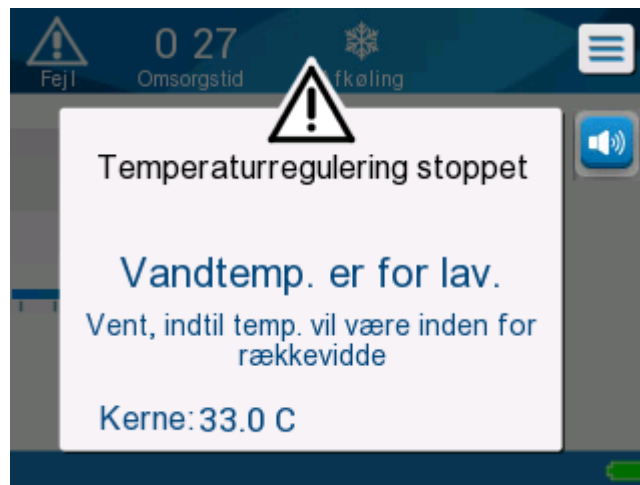 0 27
Fejl
Omsorgstid
fkøling
Temperaturregulering stoppet
Vandtemp. er for lav.
Vent, indtil temp. vil være inden for
rækkevidde
Kerne: 33.0 C